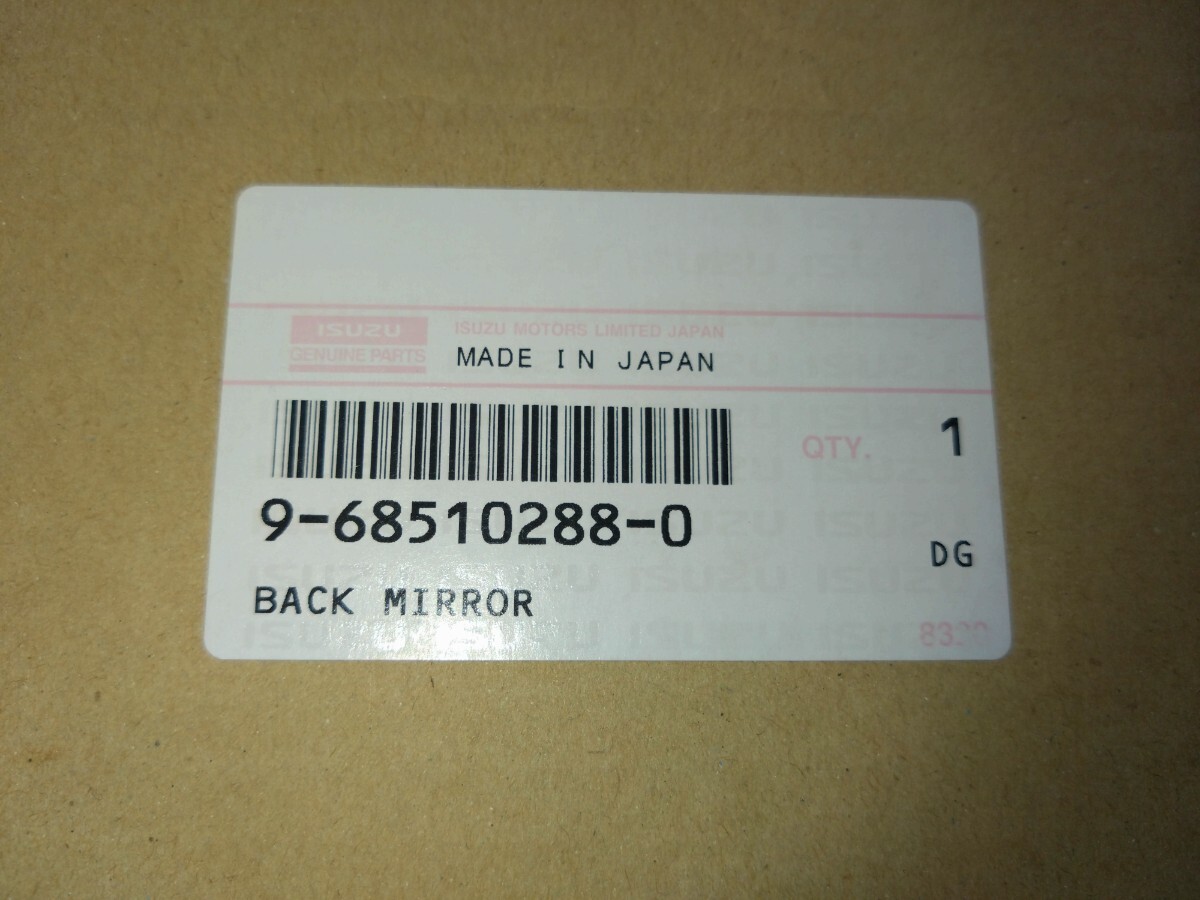 ISUZU
GENUINE PARTS
ISUZU MOTORS LIMITED JAPAN
MADE IN JAPAN
QTY. 1
9-68510288-0
DG
BACK MIRROR